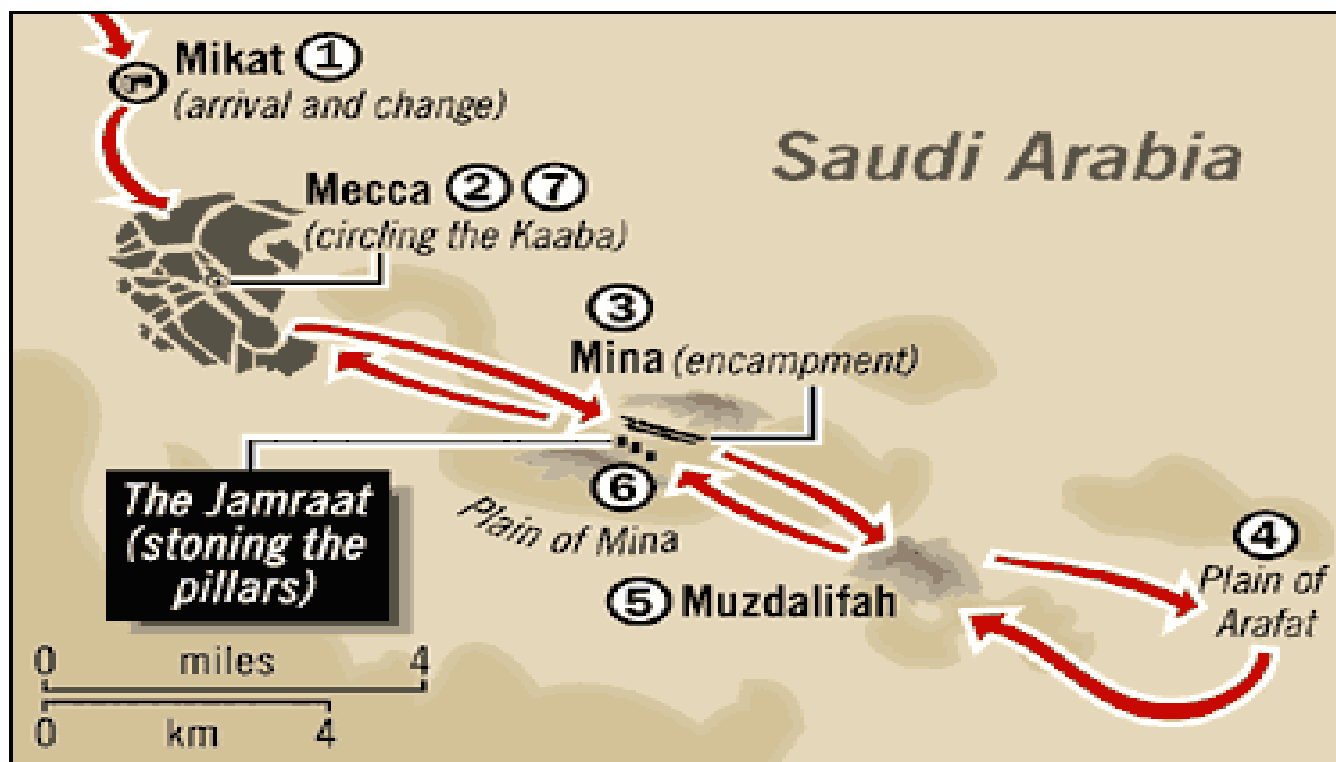 Mikat 1
(arrival and change)
Saudi Arabia
Mecca 2 7
(circling the Kaaba)
3
Mina (encampment)
The Jamraat
(stoning the
pillars)
6
Plain of Mina
4
Plain of
Arafat
5 Muzdalifah
0 miles 4
0 km 4